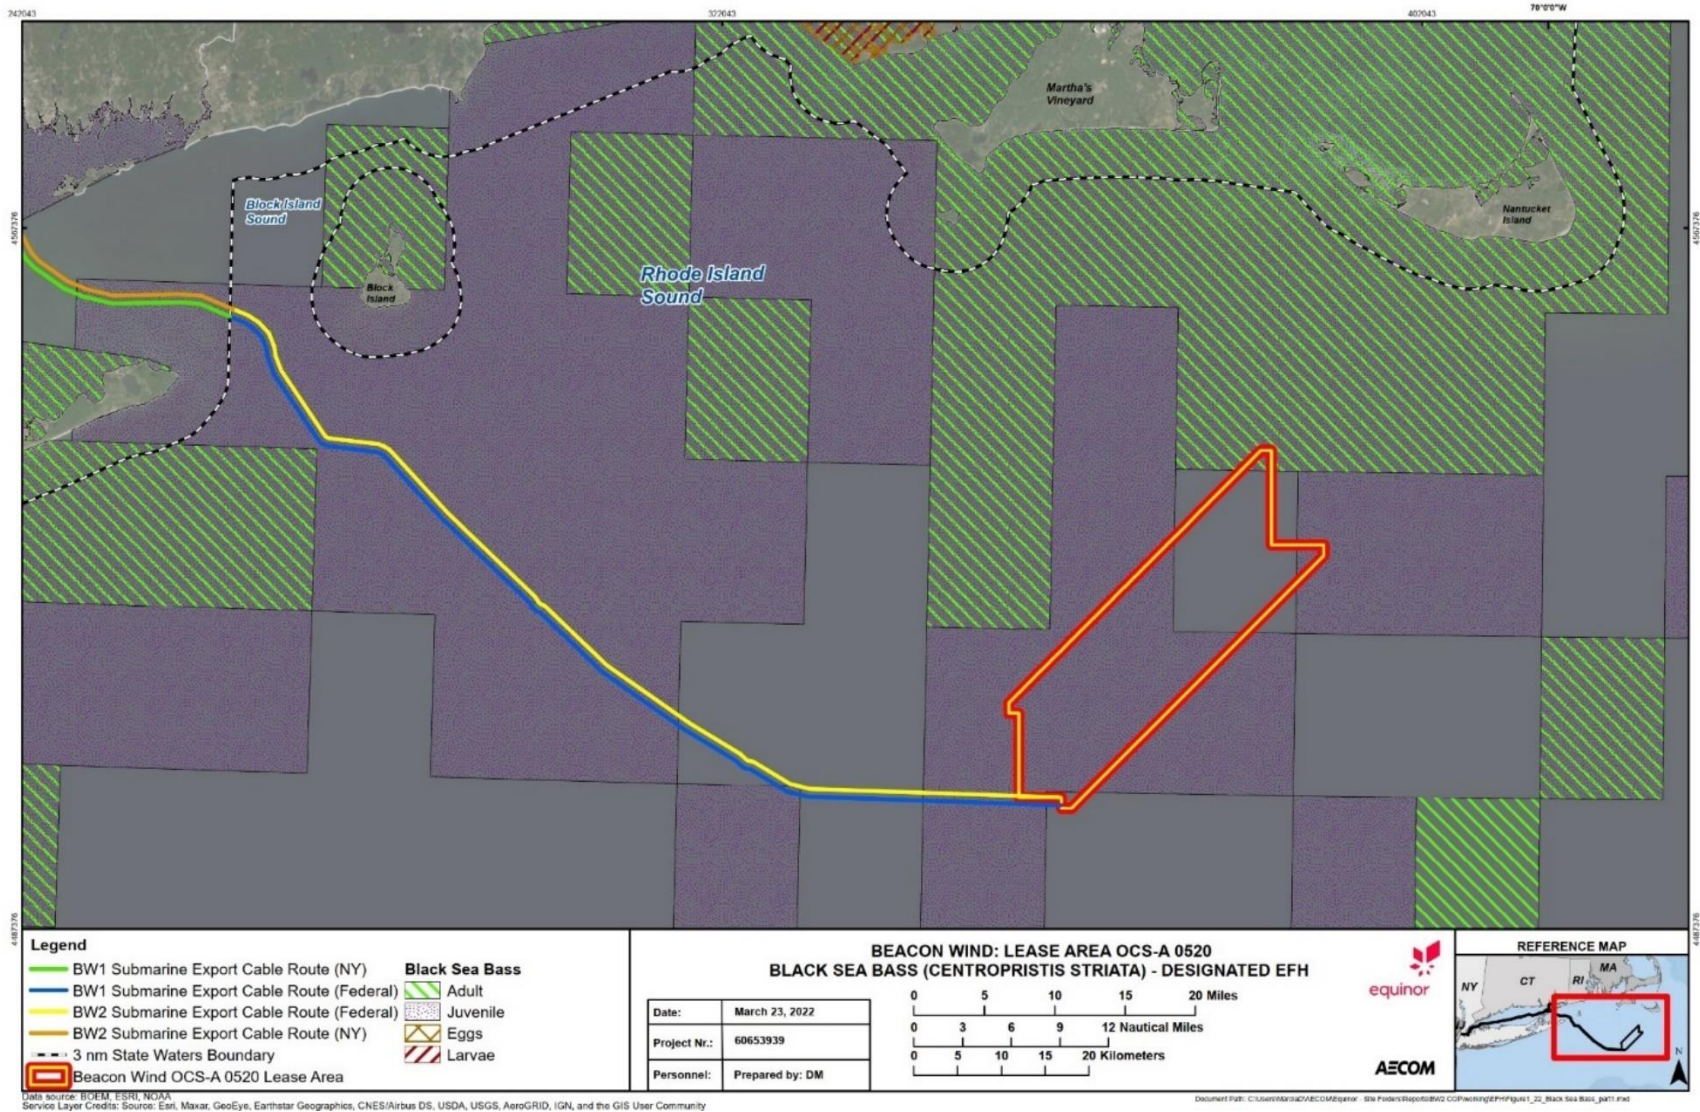 242043
322043
402043
70°0'0"W
Martha's
Vineyard
Block Island
Sound
Nantucket
Island
4567376
4567376
Rhode Island
Sound
Block
Island
4487376
4487376
Legend
BW1 Submarine Export Cable Route (NY)
BW1 Submarine Export Cable Route (Federal)
BW2 Submarine Export Cable Route (Federal)
BW2 Submarine Export Cable Route (NY)
3 nm State Waters Boundary
Beacon Wind OCS-A 0520 Lease Area
Black Sea Bass
Adult
Juvenile
Eggs
Larvae
BEACON WIND: LEASE AREA OCS-A 0520
BLACK SEA BASS (CENTROPRISTIS STRIATA) - DESIGNATED EFH
Date: March 23, 2022
Project Nr.: 60653939
Personnel: Prepared by: DM
0 5 10 15 20 Miles
0 3 6 9 12 Nautical Miles
0 5 10 15 20 Kilometers
equinor
AECOM
REFERENCE MAP
NY CT RI MA
N
Data source: BOEM, ESRI, NOAA
Service Layer Credits: Source: Esri, Maxar, GeoEye, Earthstar Geographics, CNES/Airbus DS, USDA, USGS, AeroGRID, IGN, and the GIS User Community